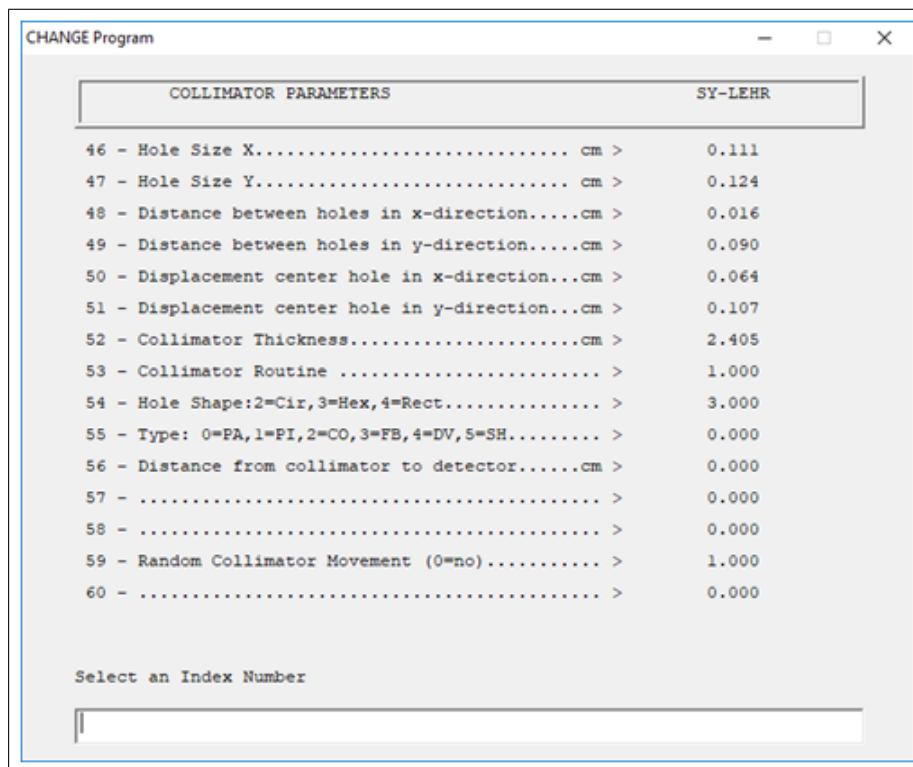 CHANGE Program
COLLIMATOR PARAMETERS SY-LEHR
46 - Hole Size X.............................. cm > 0.111
47 - Hole Size Y.............................. cm > 0.124
48 - Distance between holes in x-direction.....cm > 0.016
49 - Distance between holes in y-direction.....cm > 0.090
50 - Displacement center hole in x-direction...cm > 0.064
51 - Displacement center hole in y-direction...cm > 0.107
52 - Collimator Thickness......................cm > 2.405
53 - Collimator Routine ......................... > 1.000
54 - Hole Shape:2=Cir,3=Hex,4=Rect............... > 3.000
55 - Type: 0=PA,1=PI,2=CO,3=FB,4=DV,5=SH......... > 0.000
56 - Distance from collimator to detector......cm > 0.000
57 - ............................................ > 0.000
58 - ............................................ > 0.000
59 - Random Collimator Movement (0=no)........... > 1.000
60 - ............................................ > 0.000
Select an Index Number